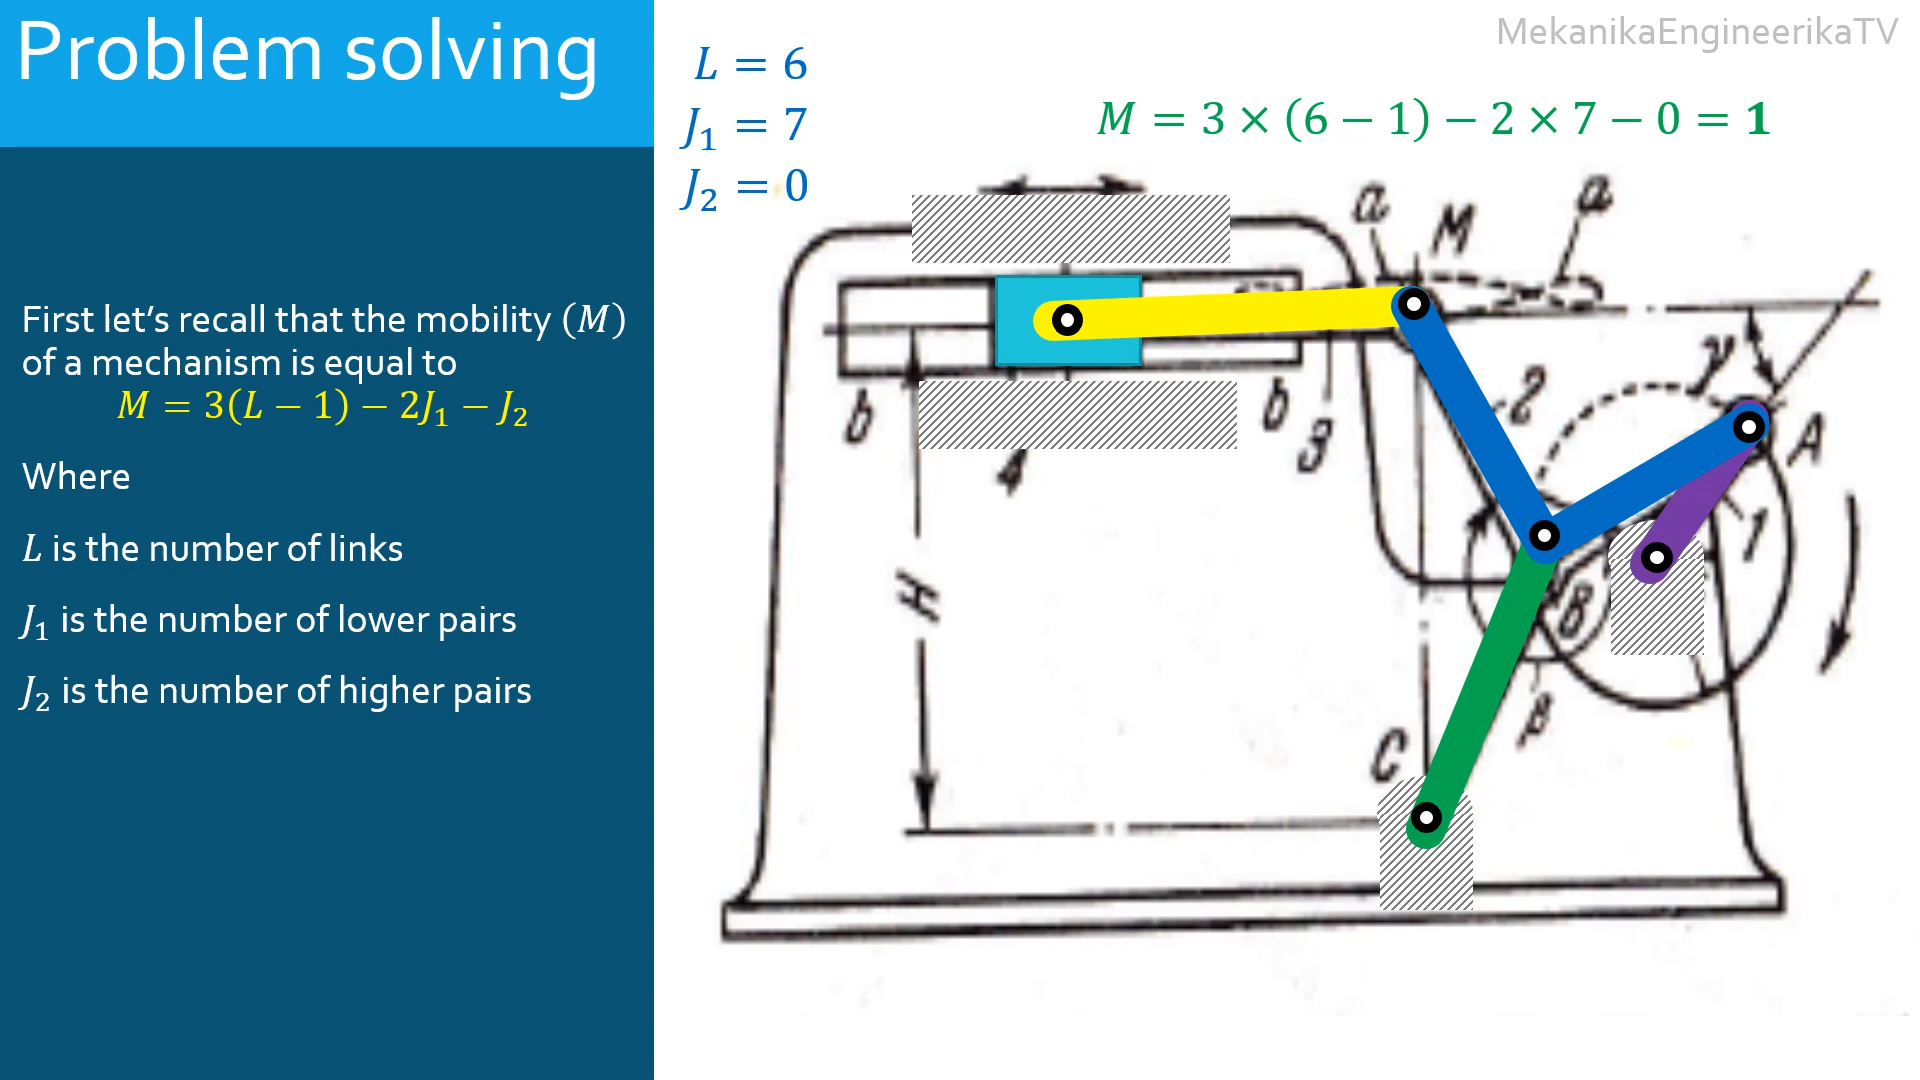 Problem solving
MekanikaEngineerikaTV
L = 6
J₁ = 7
J₂ = 0
M = 3 × (6 − 1) − 2 × 7 − 0 = 1
First let's recall that the mobility (M)
of a mechanism is equal to
M = 3(L − 1) − 2J₁ − J₂
Where
L is the number of links
J₁ is the number of lower pairs
J₂ is the number of higher pairs
a
a
M
γ
2
A
b
b
3
4
1
H
B
β
C